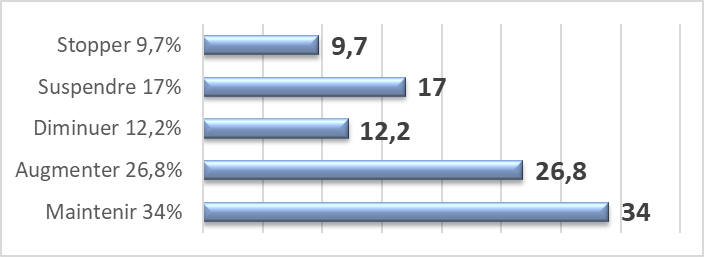 Stopper 9,7% 9,7
Suspendre 17% 17
Diminuer 12,2% 12,2
Augmenter 26,8% 26,8
Maintenir 34% 34